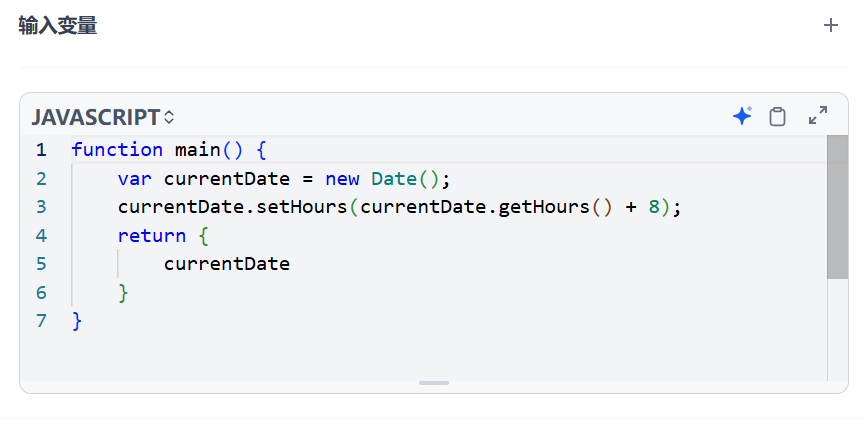 输入变量
JAVASCRIPT
1 function main() {
2     var currentDate = new Date();
3     currentDate.setHours(currentDate.getHours() + 8);
4     return {
5         currentDate
6     }
7 }